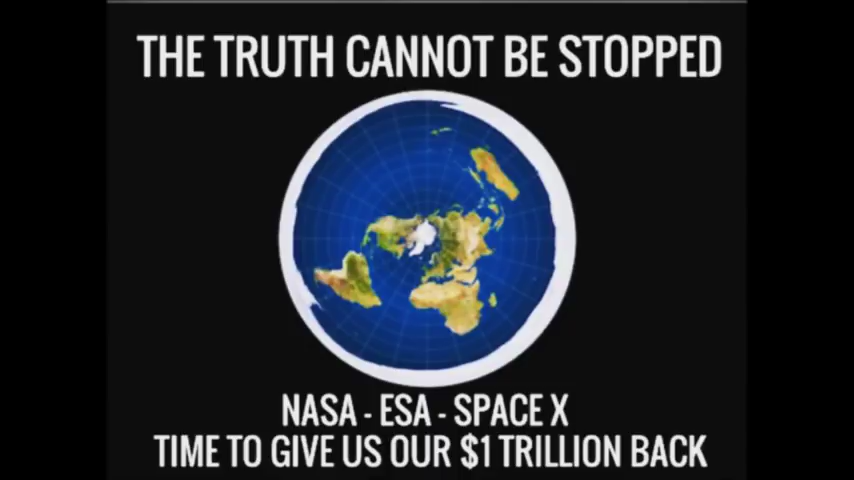 THE TRUTH CANNOT BE STOPPED
NASA - ESA - SPACE X
TIME TO GIVE US OUR $1 TRILLION BACK